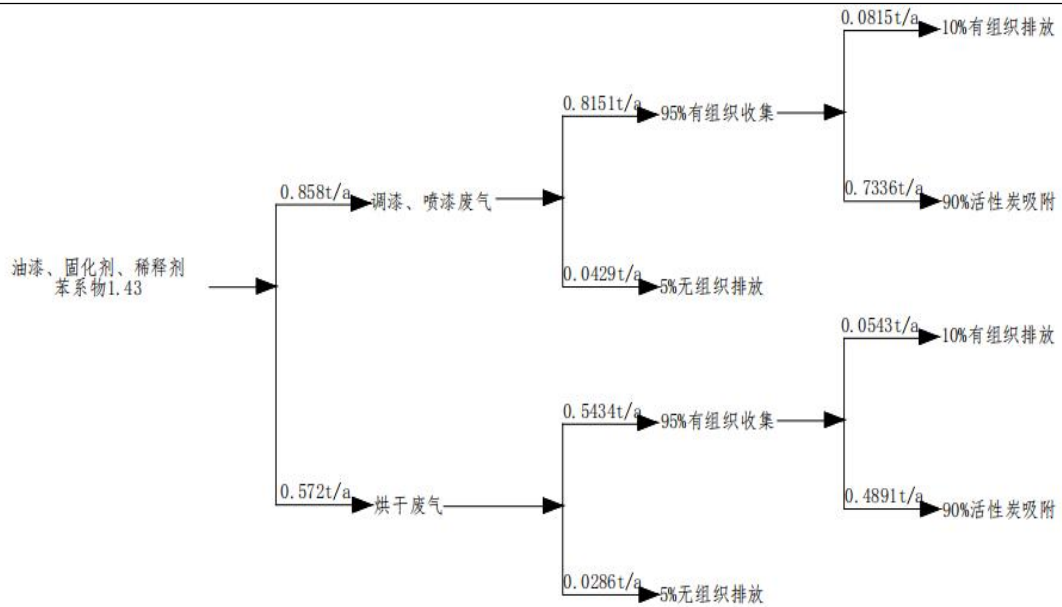 0.0815t/a
10%有组织排放
0.8151t/a
95%有组织收集
0.858t/a
调漆、喷漆废气
0.7336t/a
90%活性炭吸附
油漆、固化剂、稀释剂
苯系物1.43
0.0429t/a
5%无组织排放
0.0543t/a
10%有组织排放
0.5434t/a
95%有组织收集
0.572t/a
烘干废气
0.4891t/a
90%活性炭吸附
0.0286t/a
5%无组织排放